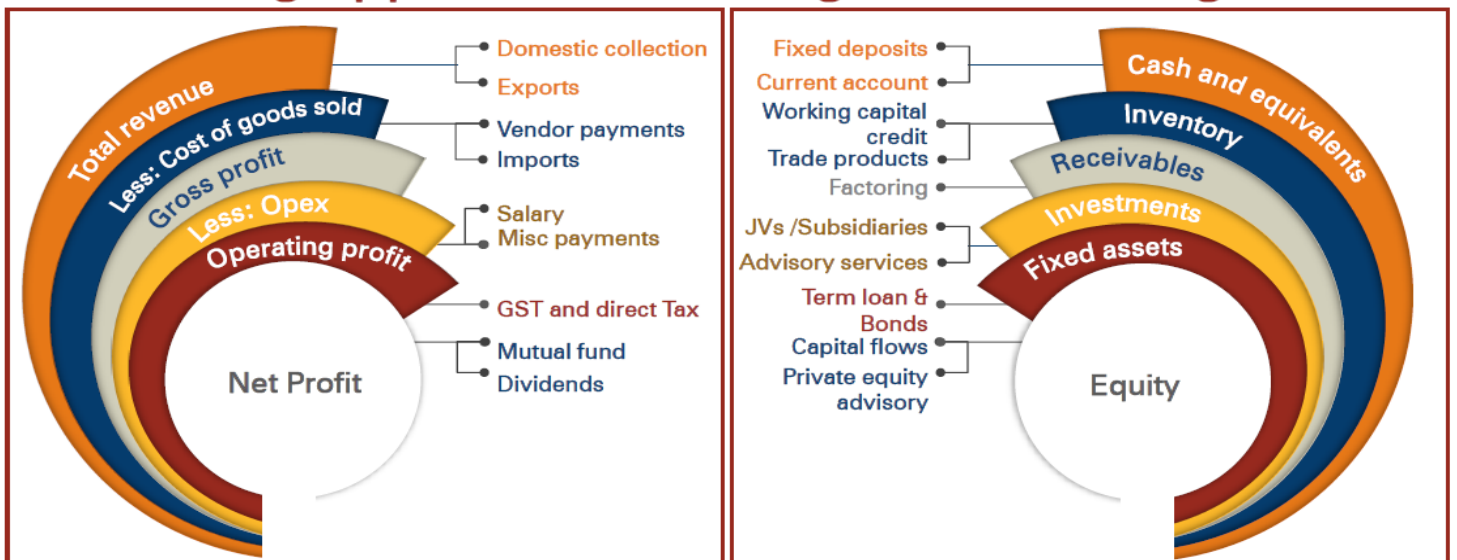 Total revenue
Less: Cost of goods sold
Gross profit
Less: Opex
Operating profit
Net Profit
Domestic collection
Exports
Vendor payments
Imports
Salary
Misc payments
GST and direct Tax
Mutual fund
Dividends
Fixed deposits
Current account
Working capital
credit
Trade products
Factoring
JVs /Subsidiaries
Advisory services
Term loan &
Bonds
Capital flows
Private equity
advisory
Cash and equivalents
Inventory
Receivables
Investments
Fixed assets
Equity